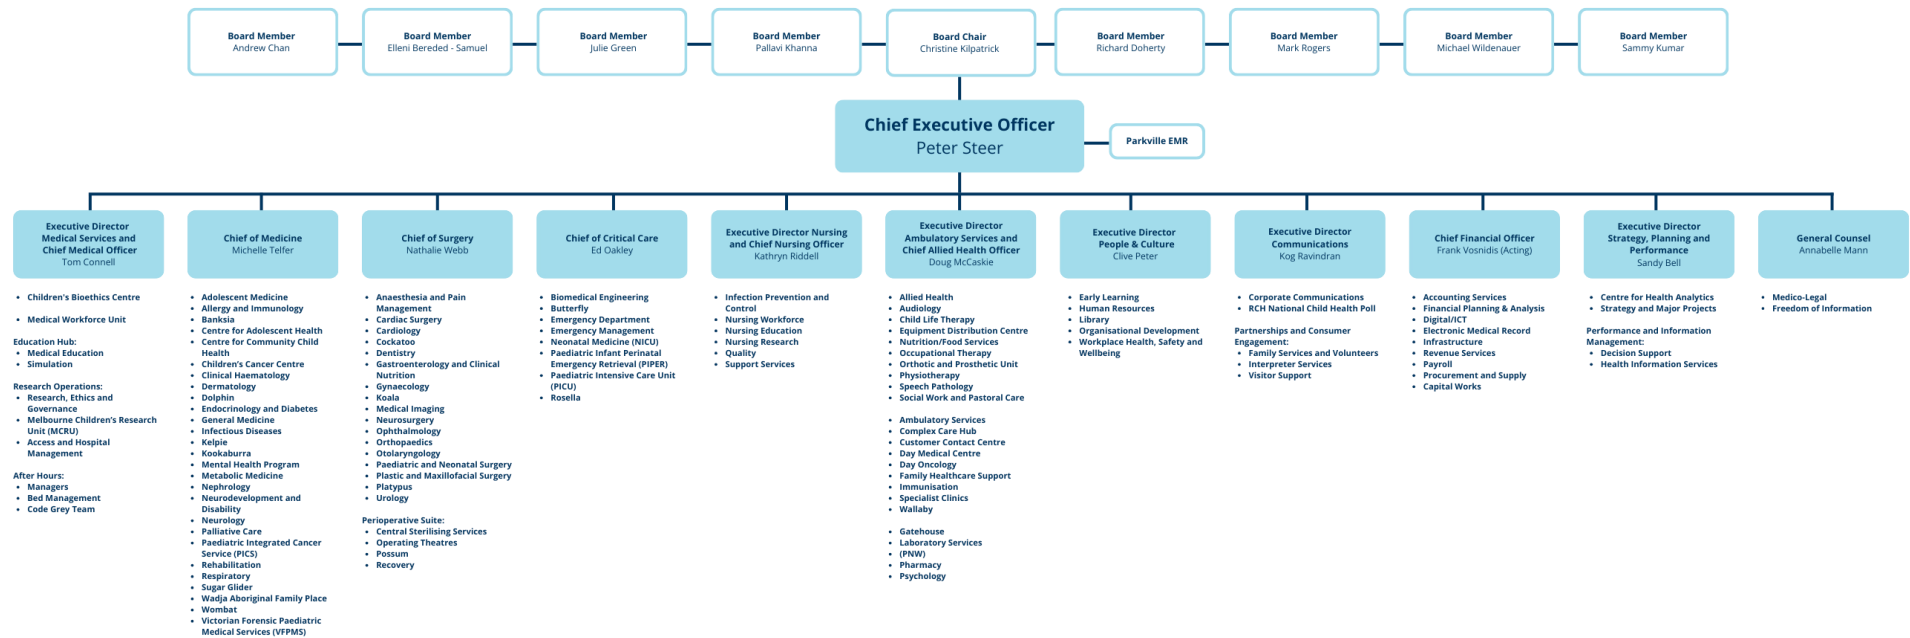 Board Member
Andrew Chan
Board Member
Elleni Bereded - Samuel
Board Member
Julie Green
Board Member
Pallavi Khanna
Board Chair
Christine Kilpatrick
Board Member
Richard Doherty
Board Member
Mark Rogers
Board Member
Michael Wildenauer
Board Member
Sammy Kumar
Chief Executive Officer
Peter Steer
Parkville EMR
Executive Director
Medical Services and
Chief Medical Officer
Tom Connell
• Children's Bioethics Centre
• Medical Workforce Unit
Education Hub:
• Medical Education
• Simulation
Research Operations:
• Research, Ethics and
Governance
• Melbourne Children's Research
Unit (MCRU)
• Access and Hospital
Management
After Hours:
• Managers
• Bed Management
• Code Grey Team
Chief of Medicine
Michelle Telfer
• Adolescent Medicine
• Allergy and Immunology
• Banksia
• Centre for Adolescent Health
• Centre for Community Child
Health
• Children's Cancer Centre
• Clinical Haematology
• Dermatology
• Dolphin
• Endocrinology and Diabetes
• General Medicine
• Infectious Diseases
• Kelpie
• Kookaburra
• Mental Health Program
• Metabolic Medicine
• Nephrology
• Neurodevelopment and
Disability
• Neurology
• Palliative Care
• Paediatric Integrated Cancer
Service (PICS)
• Rehabilitation
• Respiratory
• Sugar Glider
• Wadja Aboriginal Family Place
• Wombat
• Victorian Forensic Paediatric
Medical Services (VFPMS)
Chief of Surgery
Nathalie Webb
• Anaesthesia and Pain
Management
• Cardiac Surgery
• Cardiology
• Cockatoo
• Dentistry
• Gastroenterology and Clinical
Nutrition
• Gynaecology
• Koala
• Medical Imaging
• Neurosurgery
• Ophthalmology
• Orthopaedics
• Otolaryngology
• Paediatric and Neonatal Surgery
• Plastic and Maxillofacial Surgery
• Platypus
• Urology
Perioperative Suite:
• Central Sterilising Services
• Operating Theatres
• Possum
• Recovery
Chief of Critical Care
Ed Oakley
• Biomedical Engineering
• Butterfly
• Emergency Department
• Emergency Management
• Neonatal Medicine (NICU)
• Paediatric Infant Perinatal
Emergency Retrieval (PIPER)
• Paediatric Intensive Care Unit
(PICU)
• Rosella
Executive Director Nursing
and Chief Nursing Officer
Kathryn Riddell
• Infection Prevention and
Control
• Nursing Workforce
• Nursing Education
• Nursing Research
• Quality
• Support Services
Executive Director
Ambulatory Services and
Chief Allied Health Officer
Doug McCaskie
• Allied Health
• Audiology
• Child Life Therapy
• Equipment Distribution Centre
• Nutrition/Food Services
• Occupational Therapy
• Orthotic and Prosthetic Unit
• Physiotherapy
• Speech Pathology
• Social Work and Pastoral Care
• Ambulatory Services
• Complex Care Hub
• Customer Contact Centre
• Day Medical Centre
• Day Oncology
• Family Healthcare Support
• Immunisation
• Specialist Clinics
• Wallaby
• Gatehouse
• Laboratory Services
• (PNW)
• Pharmacy
• Psychology
Executive Director
People & Culture
Clive Peter
• Early Learning
• Human Resources
• Library
• Organisational Development
• Workplace Health, Safety and
Wellbeing
Executive Director
Communications
Kog Ravindran
• Corporate Communications
• RCH National Child Health Poll
Partnerships and Consumer
Engagement:
• Family Services and Volunteers
• Interpreter Services
• Visitor Support
Chief Financial Officer
Frank Vosnidis (Acting)
• Accounting Services
• Financial Planning & Analysis
• Digital/ICT
• Electronic Medical Record
• Infrastructure
• Revenue Services
• Payroll
• Procurement and Supply
• Capital Works
Executive Director
Strategy, Planning and
Performance
Sandy Bell
• Centre for Health Analytics
• Strategy and Major Projects
Performance and Information
Management:
• Decision Support
• Health Information Services
General Counsel
Annabelle Mann
• Medico-Legal
• Freedom of Information